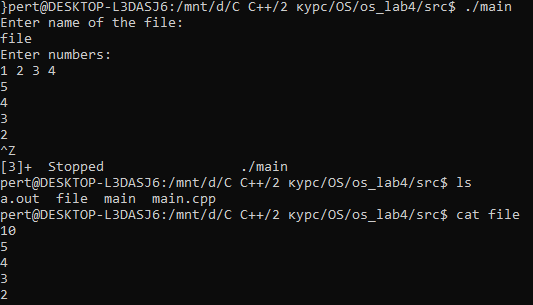 }pert@DESKTOP-L3DASJ6:/mnt/d/C C++/2 курс/OS/os_lab4/src$ ./main
Enter name of the file:
file
Enter numbers:
1 2 3 4
5
4
3
2
^Z
[3]+  Stopped                 ./main
pert@DESKTOP-L3DASJ6:/mnt/d/C C++/2 курс/OS/os_lab4/src$ ls
a.out  file  main  main.cpp
pert@DESKTOP-L3DASJ6:/mnt/d/C C++/2 курс/OS/os_lab4/src$ cat file
10
5
4
3
2